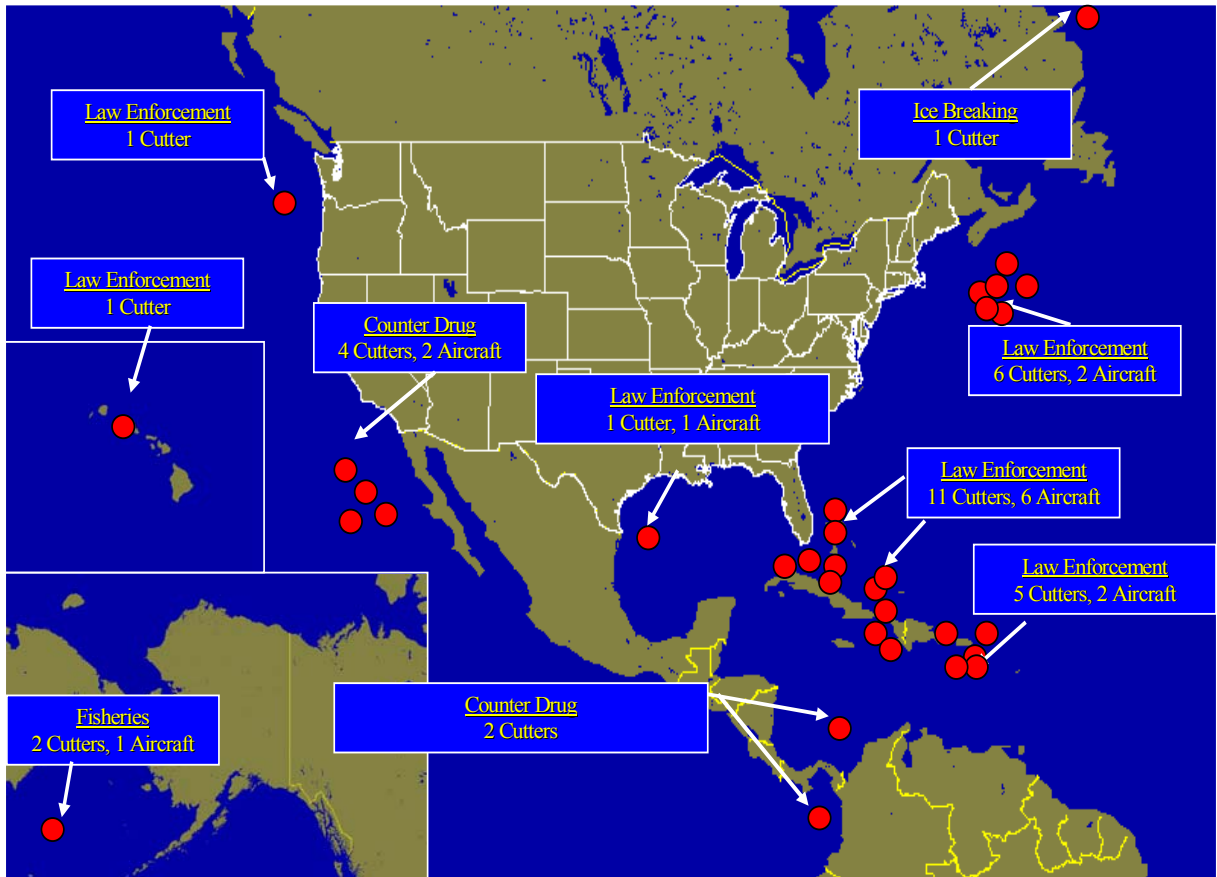 Law Enforcement
1 Cutter
Ice Breaking
1 Cutter
Law Enforcement
1 Cutter
Counter Drug
4 Cutters, 2 Aircraft
Law Enforcement
6 Cutters, 2 Aircraft
Law Enforcement
1 Cutter, 1 Aircraft
Law Enforcement
11 Cutters, 6 Aircraft
Law Enforcement
5 Cutters, 2 Aircraft
Fisheries
2 Cutters, 1 Aircraft
Counter Drug
2 Cutters